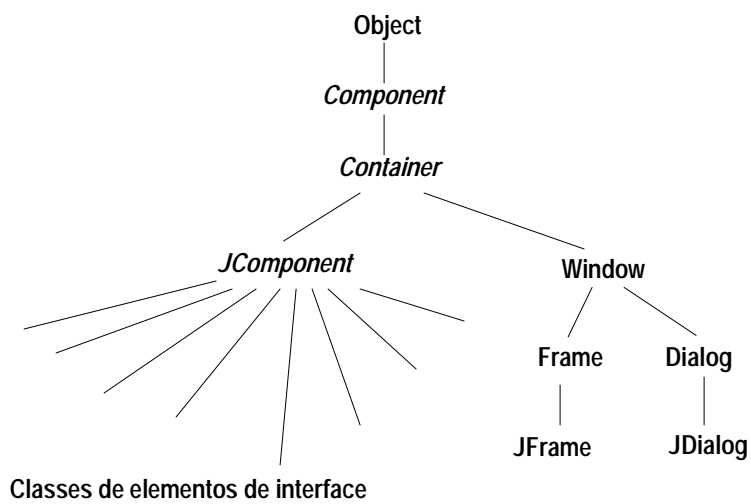 Object
Component
Container
JComponent
Window
Frame
Dialog
JFrame
JDialog
Classes de elementos de interface